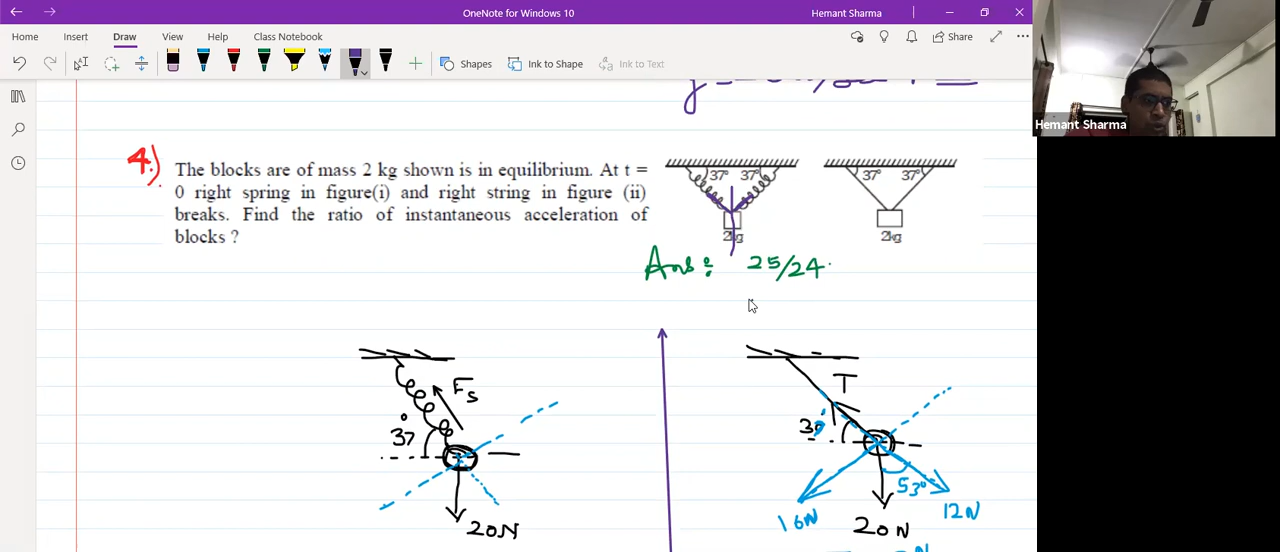 OneNote for Windows 10
Hemant Sharma
Home
Insert
Draw
View
Help
Class Notebook
Share
Shapes
Ink to Shape
Ink to Text
Hemant Sharma
4.)
The blocks are of mass 2 kg shown is in equilibrium. At t =
0 right spring in figure(i) and right string in figure (ii)
breaks. Find the ratio of instantaneous acceleration of
blocks ?
37° 37°
2kg
37° 37°
2kg
Ans: 25/24
Fs
37°
20N
T
53°
16N
20N
12N